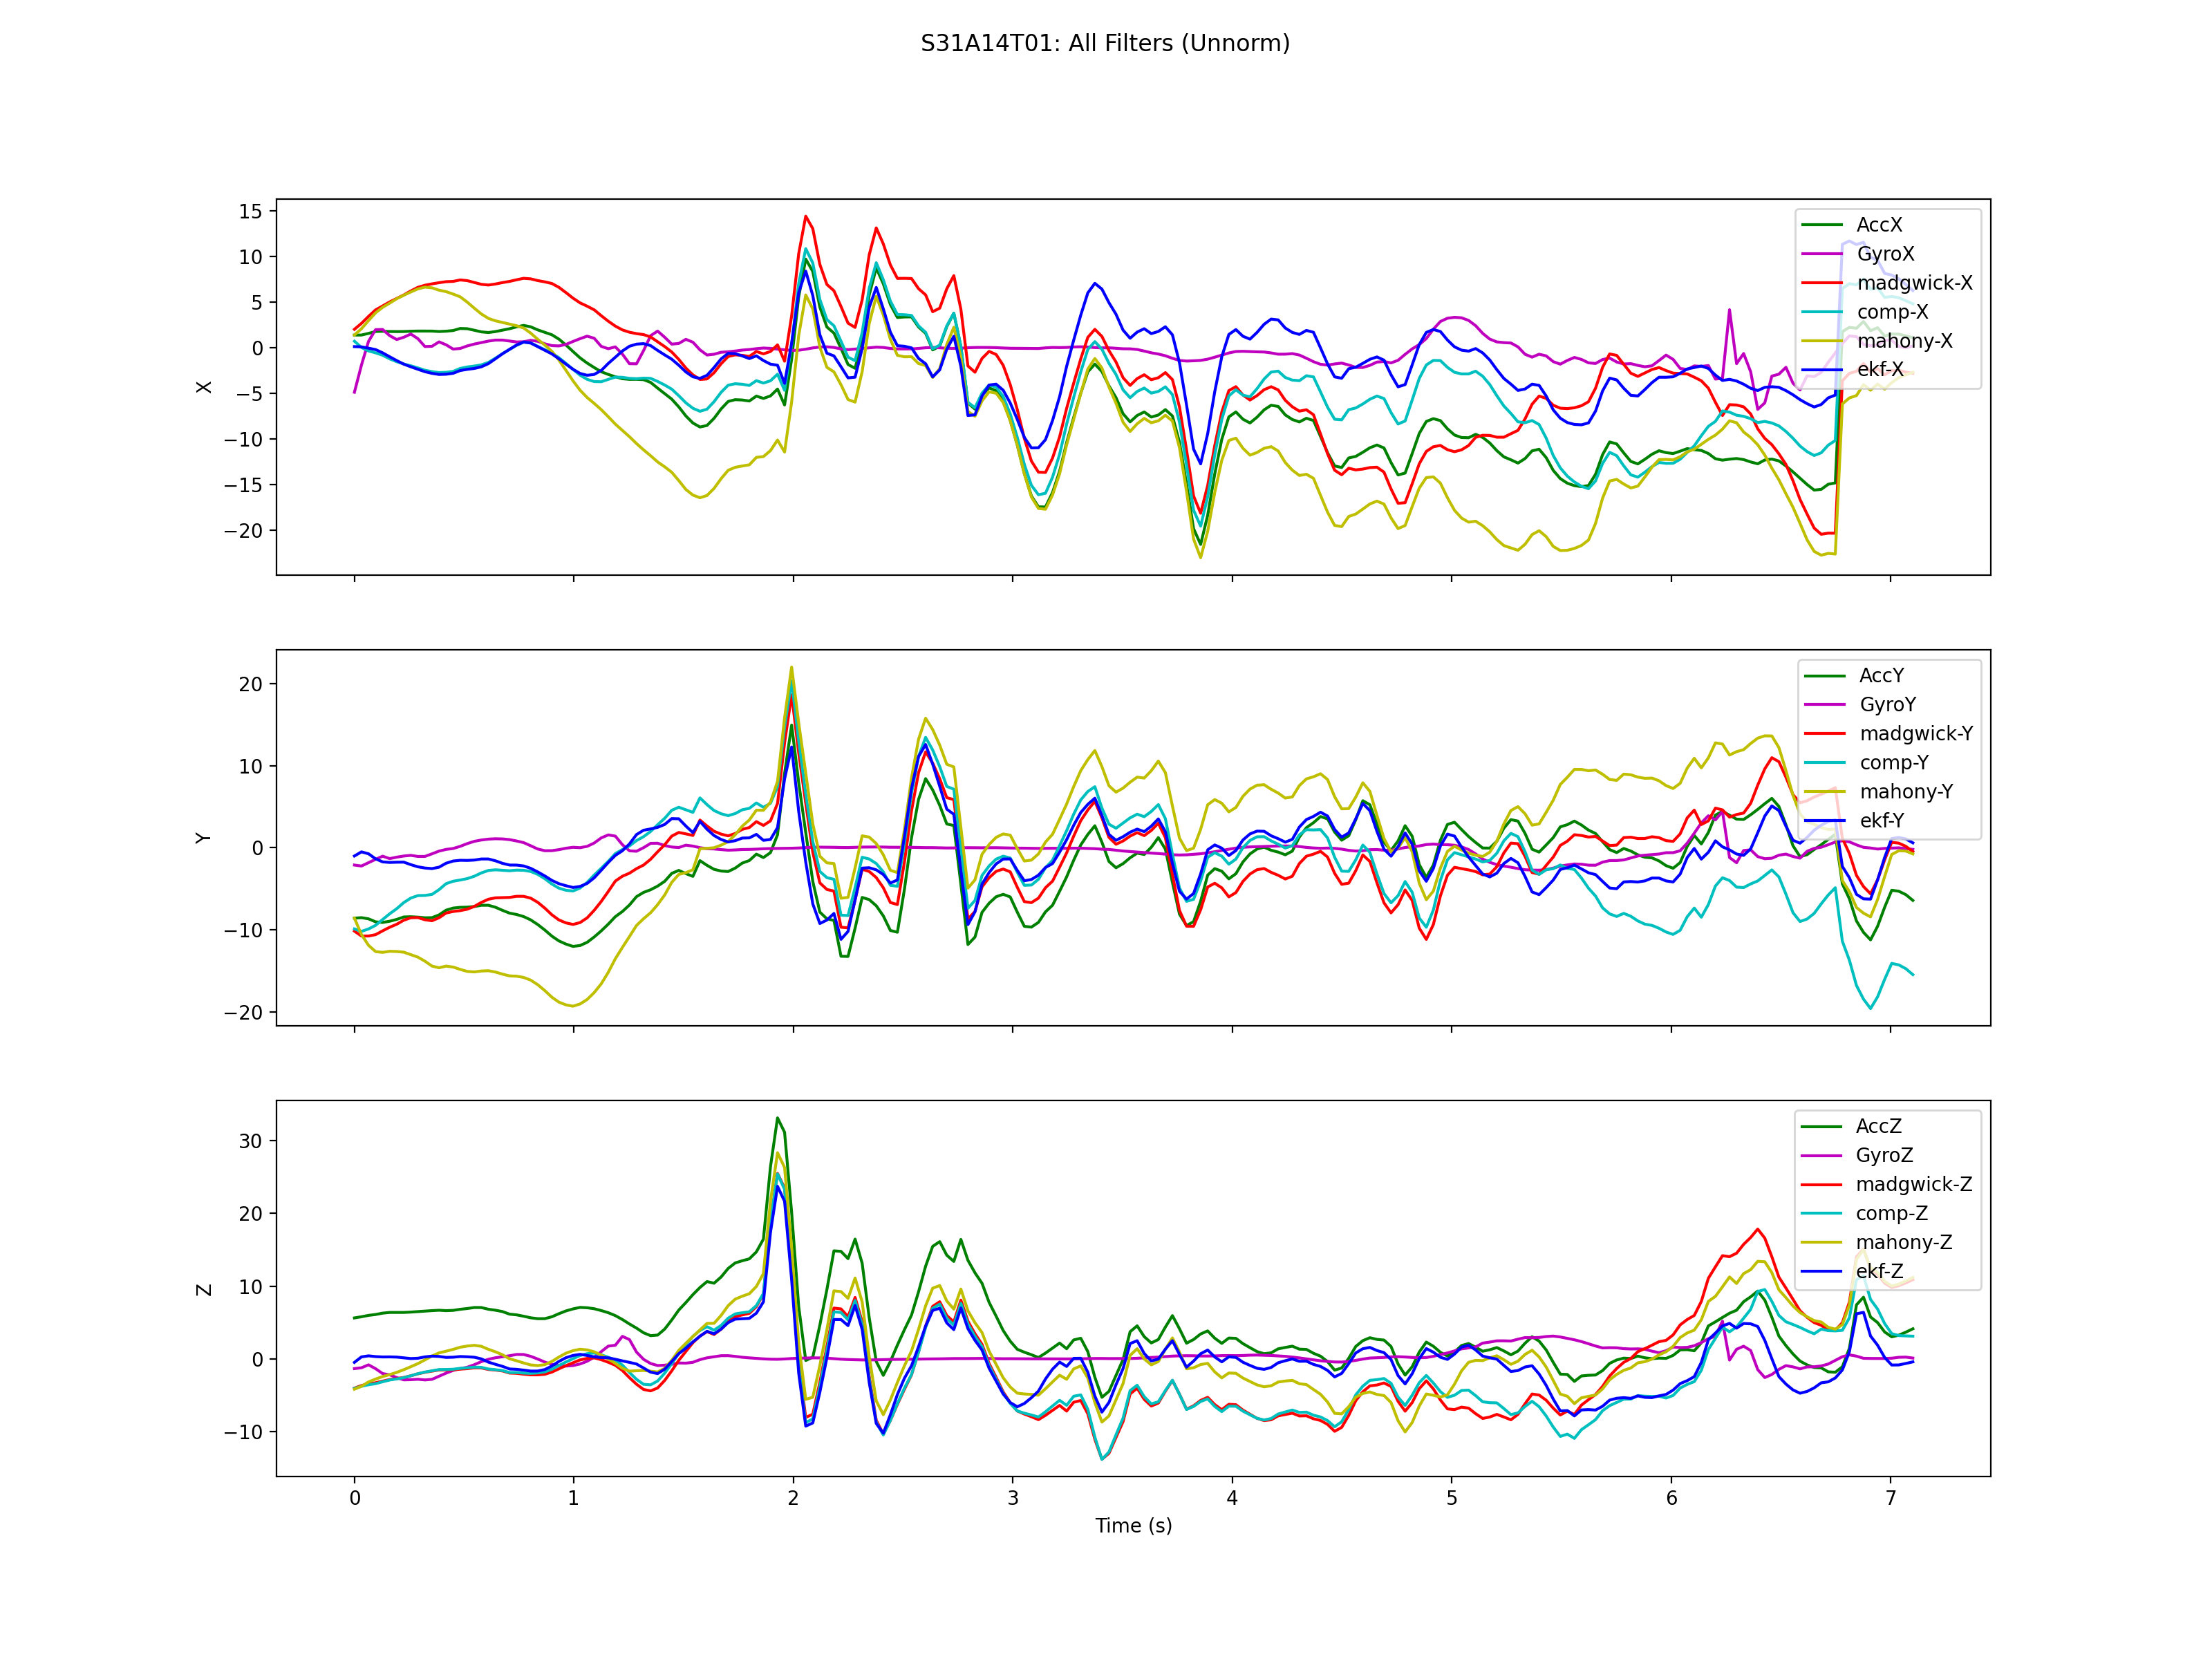 S31A14T01: All Filters (Unnorm)
15
10
5
0
−5
−10
−15
−20
X
AccX
GyroX
madgwick-X
comp-X
mahony-X
ekf-X
20
10
0
−10
−20
Y
AccY
GyroY
madgwick-Y
comp-Y
mahony-Y
ekf-Y
30
20
10
0
−10
Z
AccZ
GyroZ
madgwick-Z
comp-Z
mahony-Z
ekf-Z
0 1 2 3 4 5 6 7
Time (s)